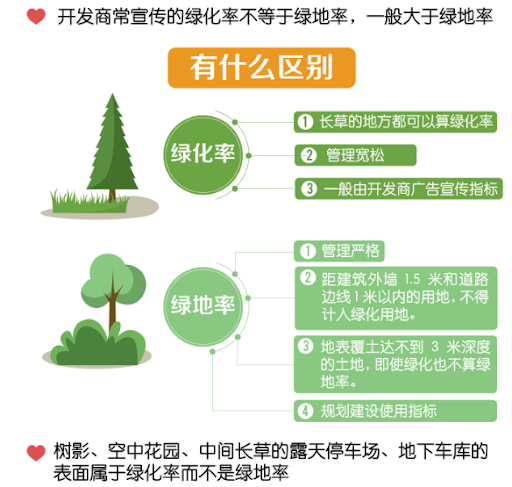 开发商常宣传的绿化率不等于绿地率，一般大于绿地率
有什么区别
绿化率
1 长草的地方都可以算绿化率
2 管理宽松
3 一般由开发商广告宣传指标
绿地率
1 管理严格
2 距建筑外墙 1.5 米和道路
边线1米以内的用地，不得
计入绿化用地。
3 地表覆土达不到 3 米深度
的土地，即使绿化也不算绿
地率。
4 规划建设使用指标
树影、空中花园、中间长草的露天停车场、地下车库的
表面属于绿化率而不是绿地率